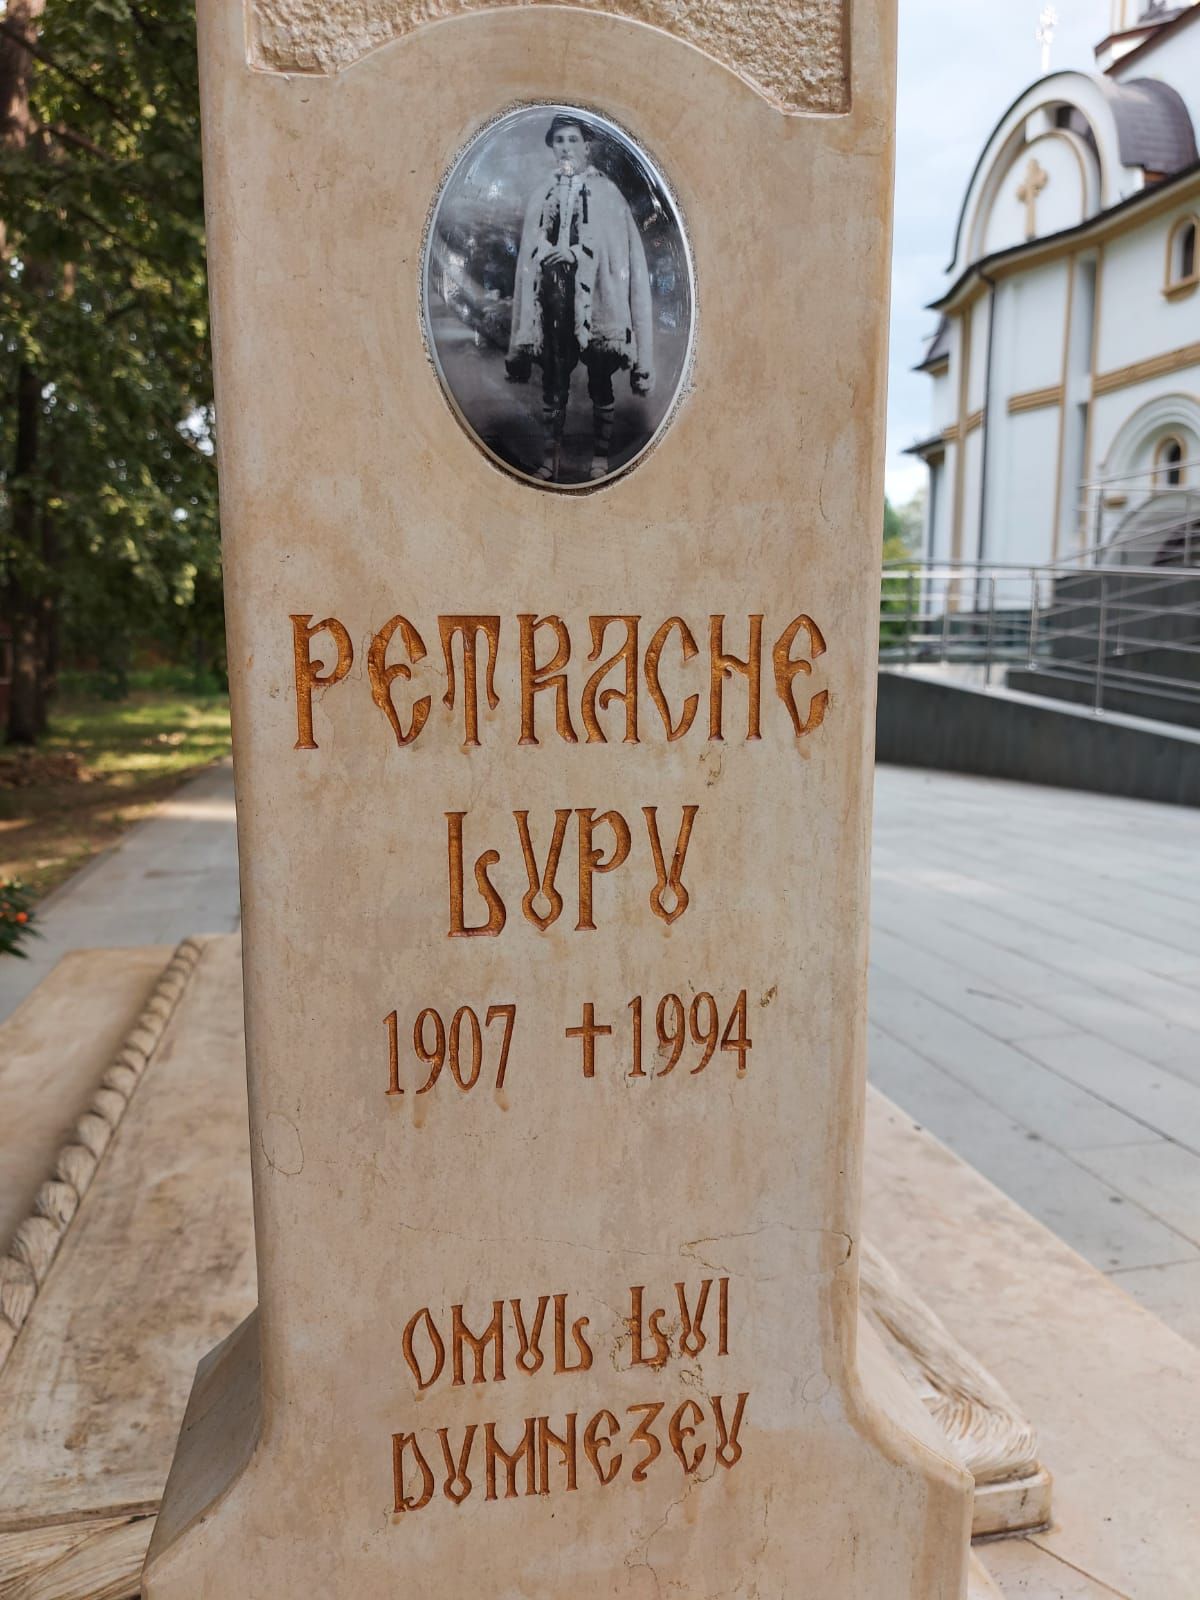 PETRACHE
LUPU
1907 †1994
OMUL LUI
DUMNEZEU